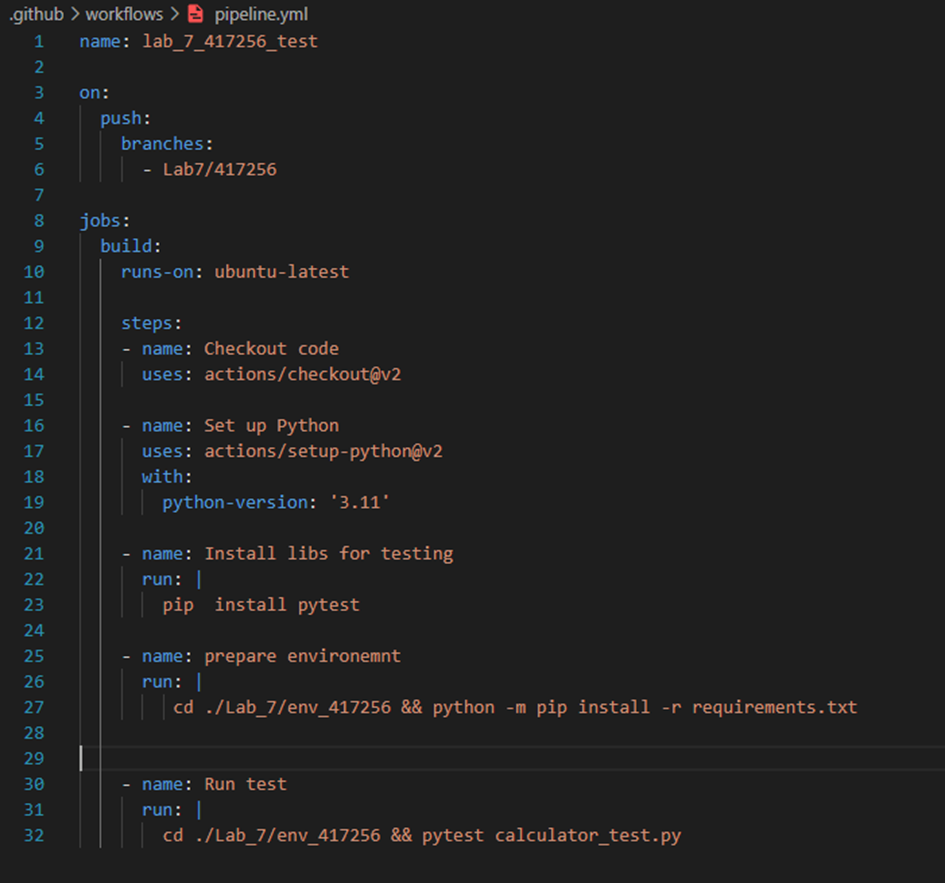 .github > workflows > pipeline.yml
1 name: lab_7_417256_test
2
3 on:
4 push:
5 branches:
6 - Lab7/417256
7
8 jobs:
9 build:
10 runs-on: ubuntu-latest
11
12 steps:
13 - name: Checkout code
14 uses: actions/checkout@v2
15
16 - name: Set up Python
17 uses: actions/setup-python@v2
18 with:
19 python-version: '3.11'
20
21 - name: Install libs for testing
22 run: |
23 pip  install pytest
24
25 - name: prepare environemnt
26 run: |
27 cd ./Lab_7/env_417256 && python -m pip install -r requirements.txt
28
29
30 - name: Run test
31 run: |
32 cd ./Lab_7/env_417256 && pytest calculator_test.py